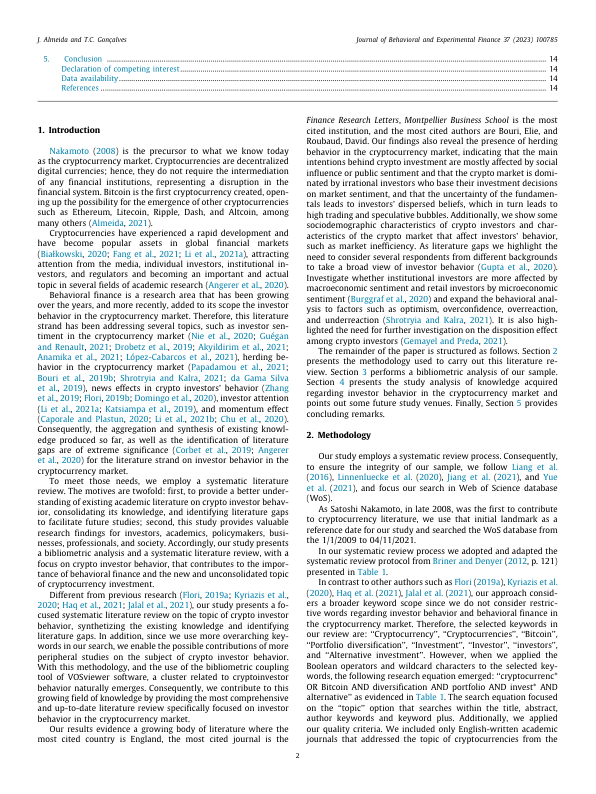 J. Almeida and T.C. Gonçalves
Journal of Behavioral and Experimental Finance 37 (2023) 100785
5. Conclusion ........ 14
Declaration of competing interest ........ 14
Data availability ........ 14
References ........ 14
1. Introduction
Nakamoto (2008) is the precursor to what we know today
as the cryptocurrency market. Cryptocurrencies are decentralized
digital currencies; hence, they do not require the intermediation
of any financial institutions, representing a disruption in the
financial system. Bitcoin is the first cryptocurrency created, open-
ing up the possibility for the emergence of other cryptocurrencies
such as Ethereum, Litecoin, Ripple, Dash, and Altcoin, among
many others (Almeida, 2021).
Cryptocurrencies have experienced a rapid development and
have become popular assets in global financial markets
(Białkowski, 2020; Fang et al., 2021; Li et al., 2021a), attracting
attention from the media, individual investors, institutional in-
vestors, and regulators and becoming an important and actual
topic in several fields of academic research (Angerer et al., 2020).
Behavioral finance is a research area that has been growing
over the years, and more recently, added to its scope the investor
behavior in the cryptocurrency market. Therefore, this literature
strand has been addressing several topics, such as investor sen-
timent in the cryptocurrency market (Nie et al., 2020; Guégan
and Renault, 2021; Drobetz et al., 2019; Akyildirim et al., 2021;
Anamika et al., 2021; López-Cabarcos et al., 2021), herding be-
havior in the cryptocurrency market (Papadamou et al., 2021;
Bouri et al., 2019b; Shrotryia and Kalra, 2021; da Gama Silva
et al., 2019), news effects in crypto investors' behavior (Zhang
et al., 2019; Flori, 2019b; Domingo et al., 2020), investor attention
(Li et al., 2021a; Katsiampa et al., 2019), and momentum effect
(Caporale and Plastun, 2020; Li et al., 2021b; Chu et al., 2020).
Consequently, the aggregation and synthesis of existing knowl-
edge produced so far, as well as the identification of literature
gaps are of extreme significance (Corbet et al., 2019; Angerer
et al., 2020) for the literature strand on investor behavior in the
cryptocurrency market.
To meet those needs, we employ a systematic literature
review. The motives are twofold: first, to provide a better under-
standing of existing academic literature on crypto investor behav-
ior, consolidating its knowledge, and identifying literature gaps
to facilitate future studies; second, this study provides valuable
research findings for investors, academics, policymakers, busi-
nesses, professionals, and society. Accordingly, our study presents
a bibliometric analysis and a systematic literature review, with a
focus on crypto investor behavior, that contributes to the impor-
tance of behavioral finance and the new and unconsolidated topic
of cryptocurrency investment.
Different from previous research (Flori, 2019a; Kyriazis et al.,
2020; Haq et al., 2021; Jalal et al., 2021), our study presents a fo-
cused systematic literature review on the topic of crypto investor
behavior, synthetizing the existing knowledge and identifying
literature gaps. In addition, since we use more overarching key-
words in our search, we enable the possible contributions of more
peripheral studies on the subject of crypto investor behavior.
With this methodology, and the use of the bibliometric coupling
tool of VOSviewer software, a cluster related to cryptoinvestor
behavior naturally emerges. Consequently, we contribute to this
growing field of knowledge by providing the most comprehensive
and up-to-date literature review specifically focused on investor
behavior in the cryptocurrency market.
Our results evidence a growing body of literature where the
most cited country is England, the most cited journal is the
Finance Research Letters, Montpellier Business School is the most
cited institution, and the most cited authors are Bouri, Elie, and
Roubaud, David. Our findings also reveal the presence of herding
behavior in the cryptocurrency market, indicating that the main
intentions behind crypto investment are mostly affected by social
influence or public sentiment and that the crypto market is domi-
nated by irrational investors who base their investment decisions
on market sentiment, and that the uncertainty of the fundamen-
tals leads to investors' dispersed beliefs, which in turn leads to
high trading and speculative bubbles. Additionally, we show some
sociodemographic characteristics of crypto investors and char-
acteristics of the crypto market that affect investors' behavior,
such as market inefficiency. As literature gaps we highlight the
need to consider several respondents from different backgrounds
to take a broad view of investor behavior (Gupta et al., 2020).
Investigate whether institutional investors are more affected by
macroeconomic sentiment and retail investors by microeconomic
sentiment (Burggraf et al., 2020) and expand the behavioral anal-
ysis to factors such as optimism, overconfidence, overreaction,
and underreaction (Shrotryia and Kalra, 2021). It is also high-
lighted the need for further investigation on the disposition effect
among crypto investors (Gemayel and Preda, 2021).
The remainder of the paper is structured as follows. Section 2
presents the methodology used to carry out this literature re-
view. Section 3 performs a bibliometric analysis of our sample.
Section 4 presents the study analysis of knowledge acquired
regarding investor behavior in the cryptocurrency market and
points out some future study venues. Finally, Section 5 provides
concluding remarks.
2. Methodology
Our study employs a systematic review process. Consequently,
to ensure the integrity of our sample, we follow Liang et al.
(2016), Linnenluecke et al. (2020), Jiang et al. (2021), and Yue
et al. (2021), and focus our search in Web of Science database
(WoS).
As Satoshi Nakamoto, in late 2008, was the first to contribute
to cryptocurrency literature, we use that initial landmark as a
reference date for our study and searched the WoS database from
the 1/1/2009 to 04/11/2021.
In our systematic review process we adopted and adapted the
systematic review protocol from Briner and Denyer (2012, p. 121)
presented in Table 1.
In contrast to other authors such as Flori (2019a), Kyriazis et al.
(2020), Haq et al. (2021), Jalal et al. (2021), our approach consid-
ers a broader keyword scope since we do not consider restric-
tive words regarding investor behavior and behavioral finance in
the cryptocurrency market. Therefore, the selected keywords in
our review are: "Cryptocurrency", "Cryptocurrencies", "Bitcoin",
"Portfolio diversification", "Investment", "Investor", "investors",
and "Alternative investment". However, when we applied the
Boolean operators and wildcard characters to the selected key-
words, the following research equation emerged: "cryptocurrenc*
OR Bitcoin AND diversification AND portfolio AND invest* AND
alternative" as evidenced in Table 1. The search equation focused
on the "topic" option that searches within the title, abstract,
author keywords and keyword plus. Additionally, we applied
our quality criteria. We included only English-written academic
journals that addressed the topic of cryptocurrencies from the
2